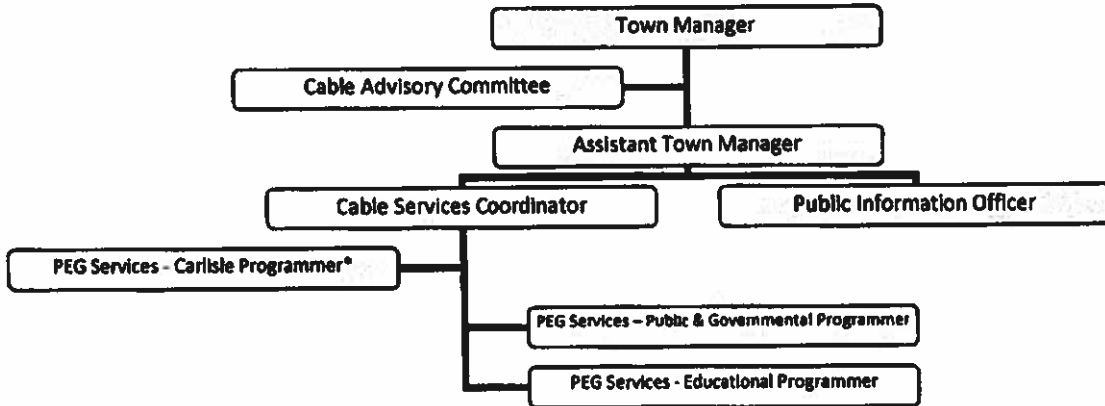 Town Manager
Cable Advisory Committee
Assistant Town Manager
Cable Services Coordinator
Public Information Officer
PEG Services - Carlisle Programmer*
PEG Services – Public & Governmental Programmer
PEG Services - Educational Programmer